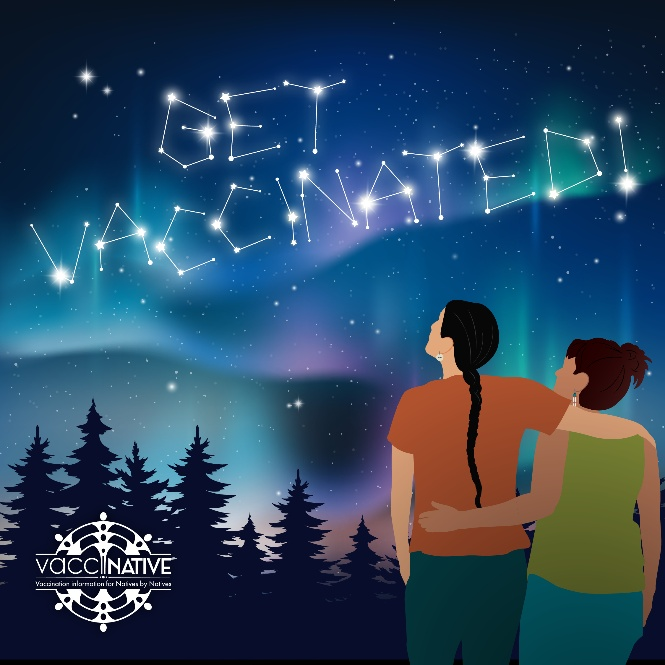 GET
VACCINATED!
VACCINATIVE
Vaccination information for Natives by Natives